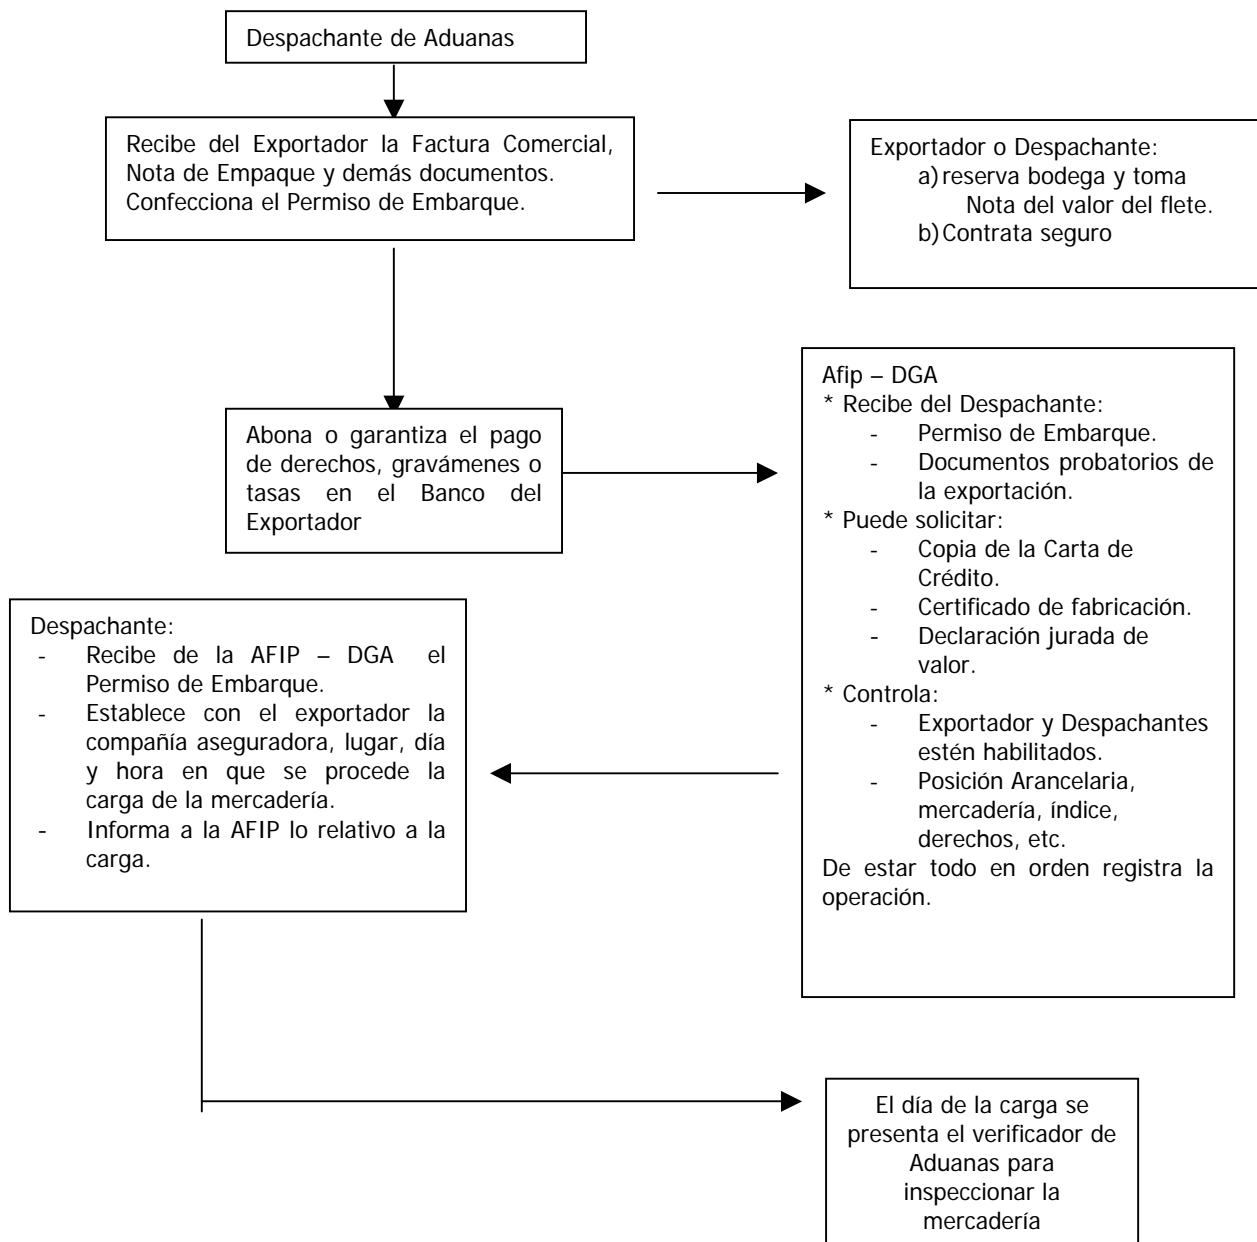 Despachante de Aduanas
Recibe del Exportador la Factura Comercial,
Nota de Empaque y demás documentos.
Confecciona el Permiso de Embarque.
Exportador o Despachante:
a) reserva bodega y toma
Nota del valor del flete.
b) Contrata seguro
Abona o garantiza el pago
de derechos, gravámenes o
tasas en el Banco del
Exportador
Afip – DGA
* Recibe del Despachante:
- Permiso de Embarque.
- Documentos probatorios de
la exportación.
* Puede solicitar:
- Copia de la Carta de
Crédito.
- Certificado de fabricación.
- Declaración jurada de
valor.
* Controla:
- Exportador y Despachantes
estén habilitados.
- Posición Arancelaria,
mercadería, índice,
derechos, etc.
De estar todo en orden registra la
operación.
Despachante:
- Recibe de la AFIP – DGA el
Permiso de Embarque.
- Establece con el exportador la
compañía aseguradora, lugar, día
y hora en que se procede la
carga de la mercadería.
- Informa a la AFIP lo relativo a la
carga.
El día de la carga se
presenta el verificador de
Aduanas para
inspeccionar la
mercadería